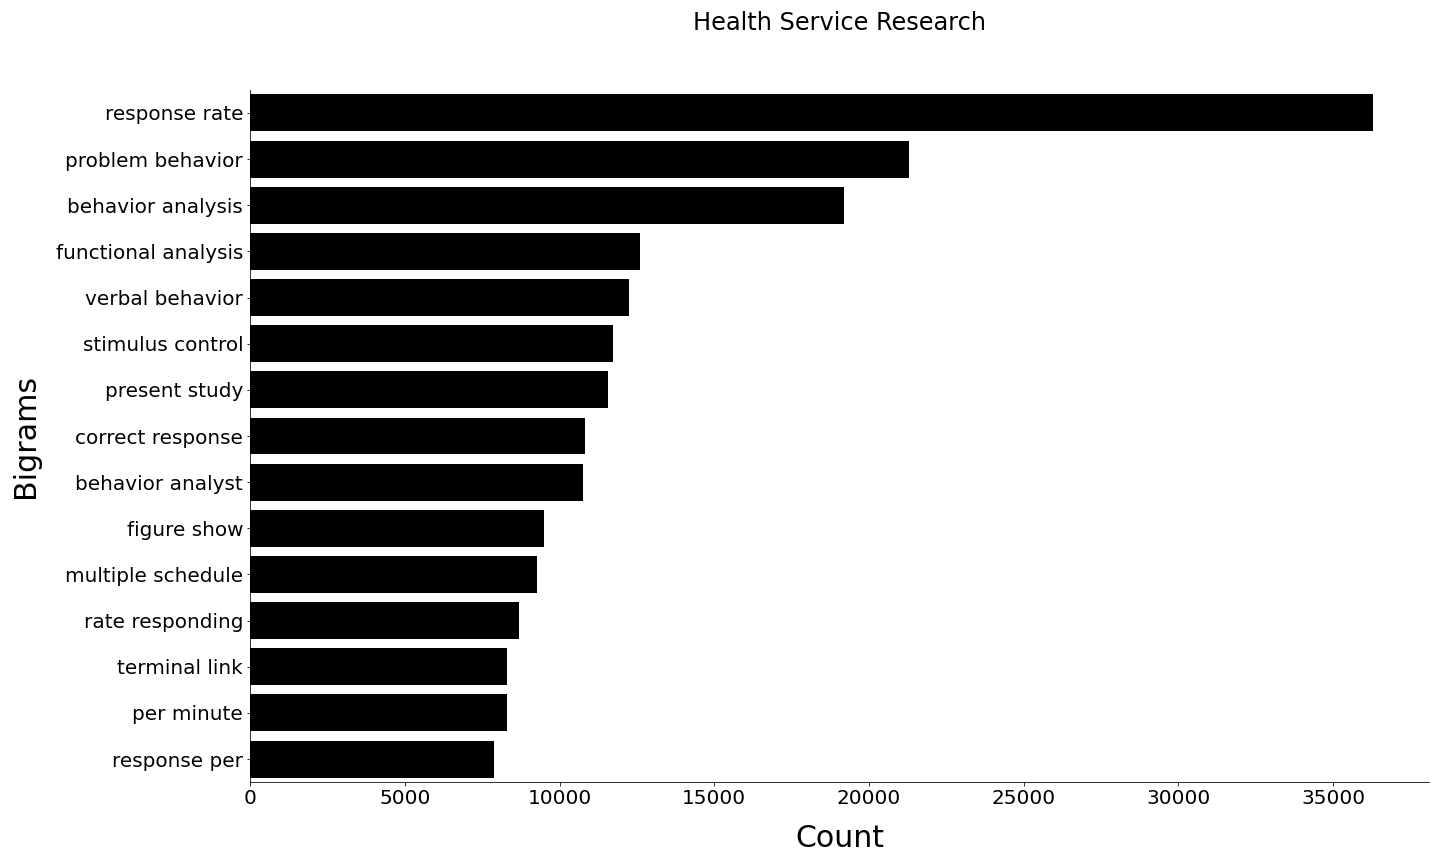 Health Service Research
response rate
problem behavior
behavior analysis
functional analysis
verbal behavior
stimulus control
present study
correct response
behavior analyst
figure show
multiple schedule
rate responding
terminal link
per minute
response per
Bigrams
0 5000 10000 15000 20000 25000 30000 35000
Count